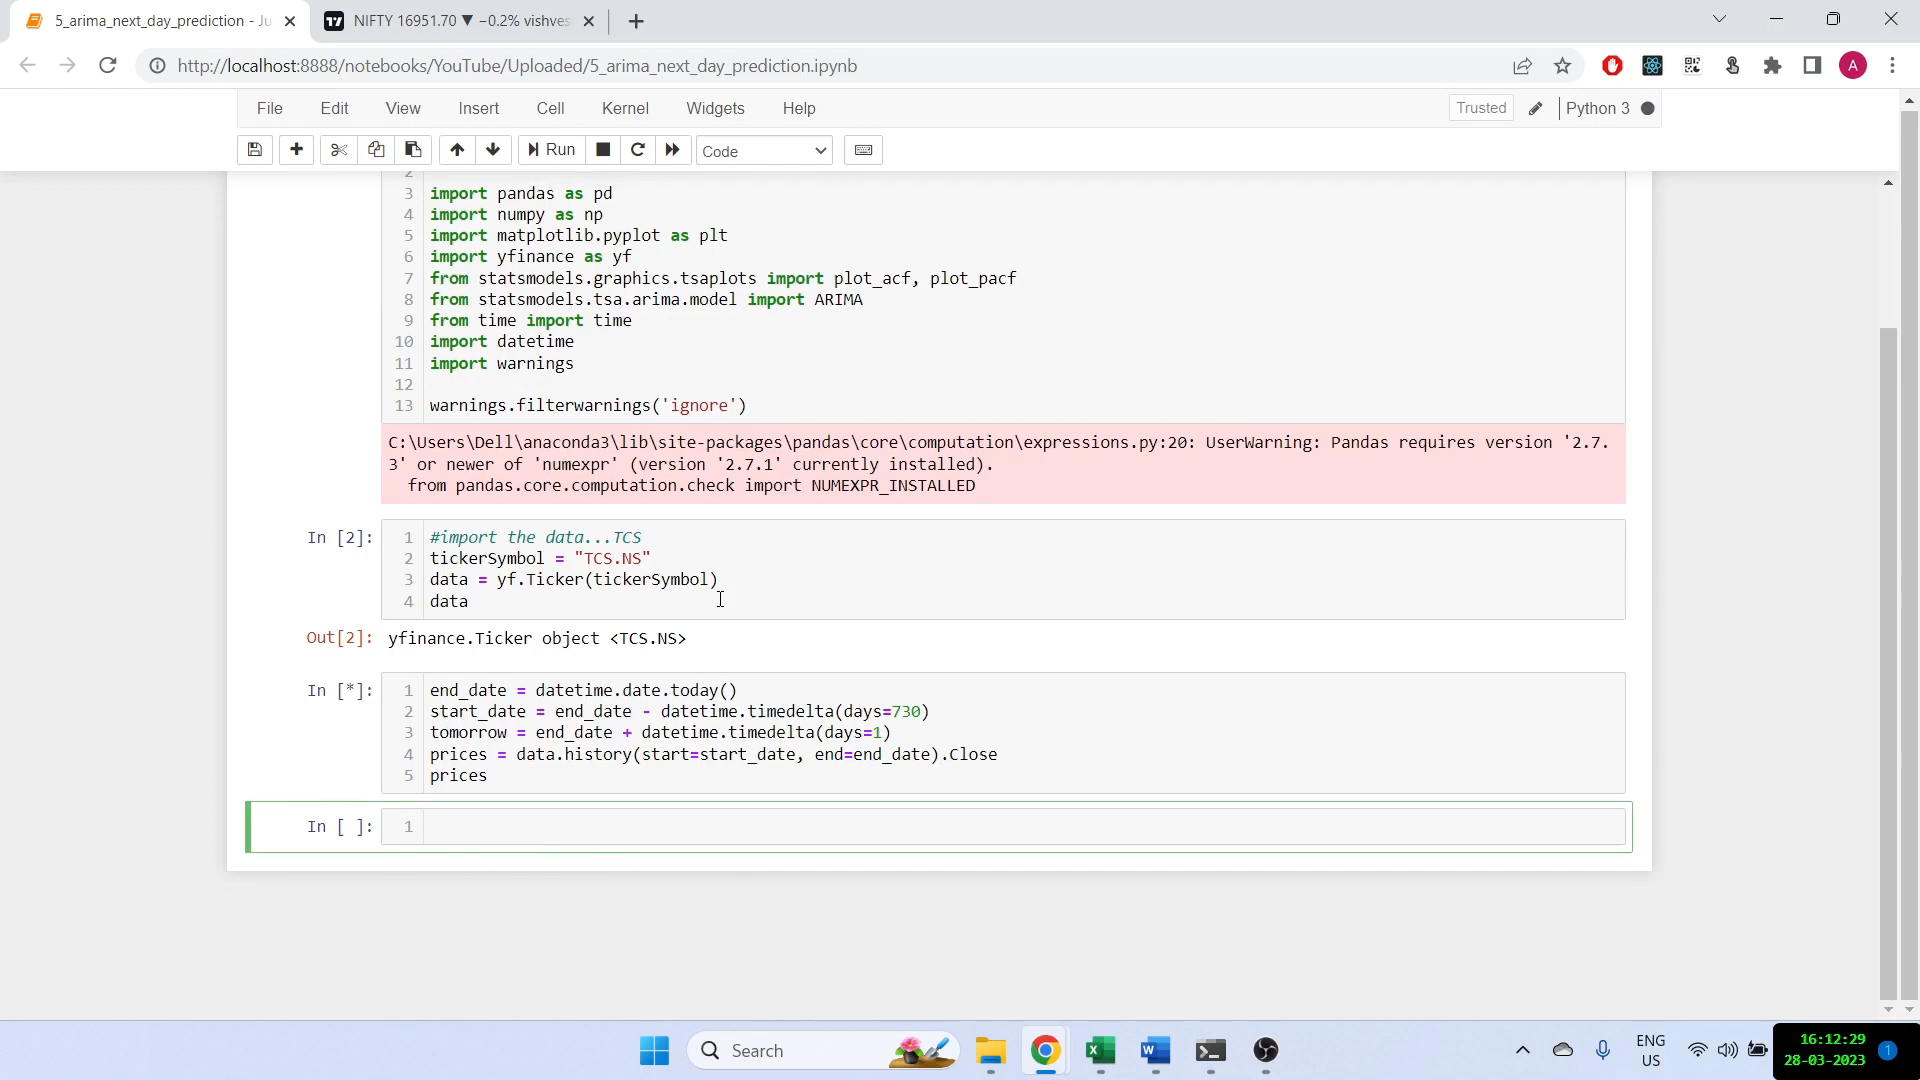 5_arima_next_day_prediction - Ju
NIFTY 16951.70 ▼ −0.2% vishves
http://localhost:8888/notebooks/YouTube/Uploaded/5_arima_next_day_prediction.ipynb
A
File Edit View Insert Cell Kernel Widgets Help
Trusted
Python 3
Run
Code
2
3 import pandas as pd
4 import numpy as np
5 import matplotlib.pyplot as plt
6 import yfinance as yf
7 from statsmodels.graphics.tsaplots import plot_acf, plot_pacf
8 from statsmodels.tsa.arima.model import ARIMA
9 from time import time
10 import datetime
11 import warnings
12
13 warnings.filterwarnings('ignore')
C:\Users\Dell\anaconda3\lib\site-packages\pandas\core\computation\expressions.py:20: UserWarning: Pandas requires version '2.7.
3' or newer of 'numexpr' (version '2.7.1' currently installed).
from pandas.core.computation.check import NUMEXPR_INSTALLED
In [2]: 1 #import the data...TCS
2 tickerSymbol = "TCS.NS"
3 data = yf.Ticker(tickerSymbol)
4 data
Out[2]: yfinance.Ticker object <TCS.NS>
In [*]: 1 end_date = datetime.date.today()
2 start_date = end_date - datetime.timedelta(days=730)
3 tomorrow = end_date + datetime.timedelta(days=1)
4 prices = data.history(start=start_date, end=end_date).Close
5 prices
In [ ]: 1
Search
ENG
US
16:12:29
28-03-2023
1